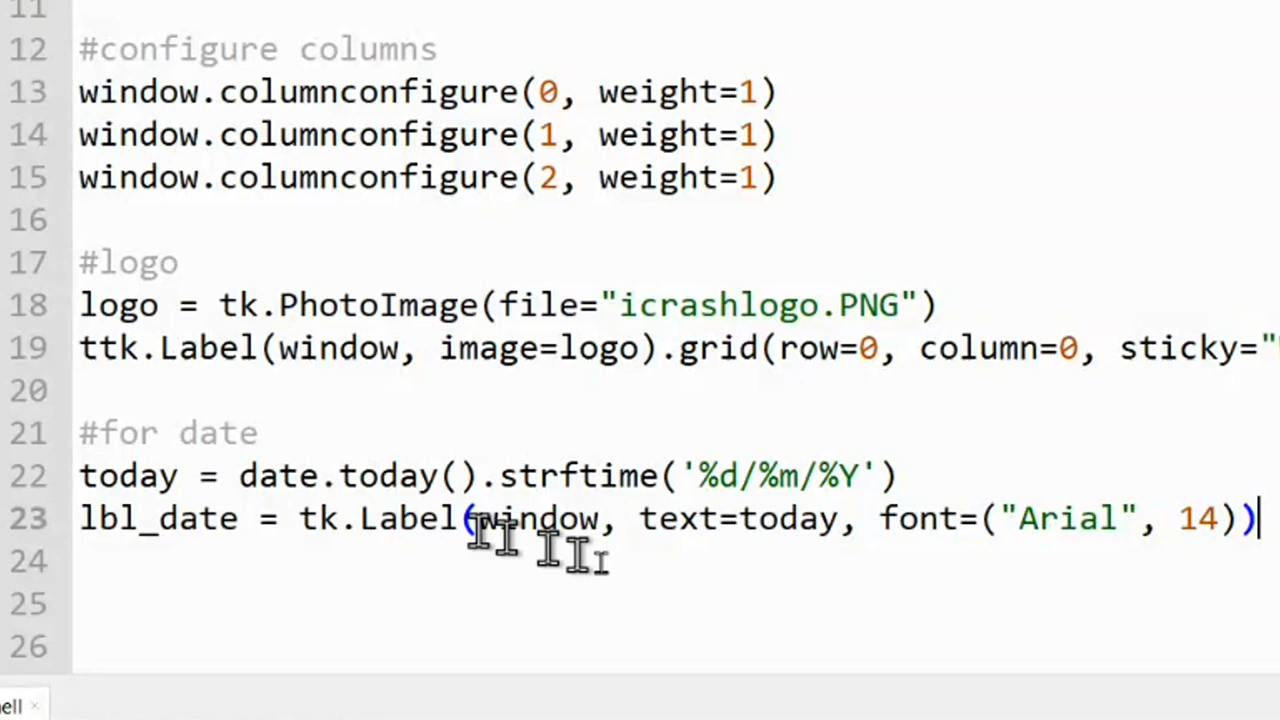 11
12 #configure columns
13 window.columnconfigure(0, weight=1)
14 window.columnconfigure(1, weight=1)
15 window.columnconfigure(2, weight=1)
16
17 #logo
18 logo = tk.PhotoImage(file="icrashlogo.PNG")
19 ttk.Label(window, image=logo).grid(row=0, column=0, sticky="
20
21 #for date
22 today = date.today().strftime('%d/%m/%Y')
23 lbl_date = tk.Label(window, text=today, font=("Arial", 14))
24
25
26
ell ×